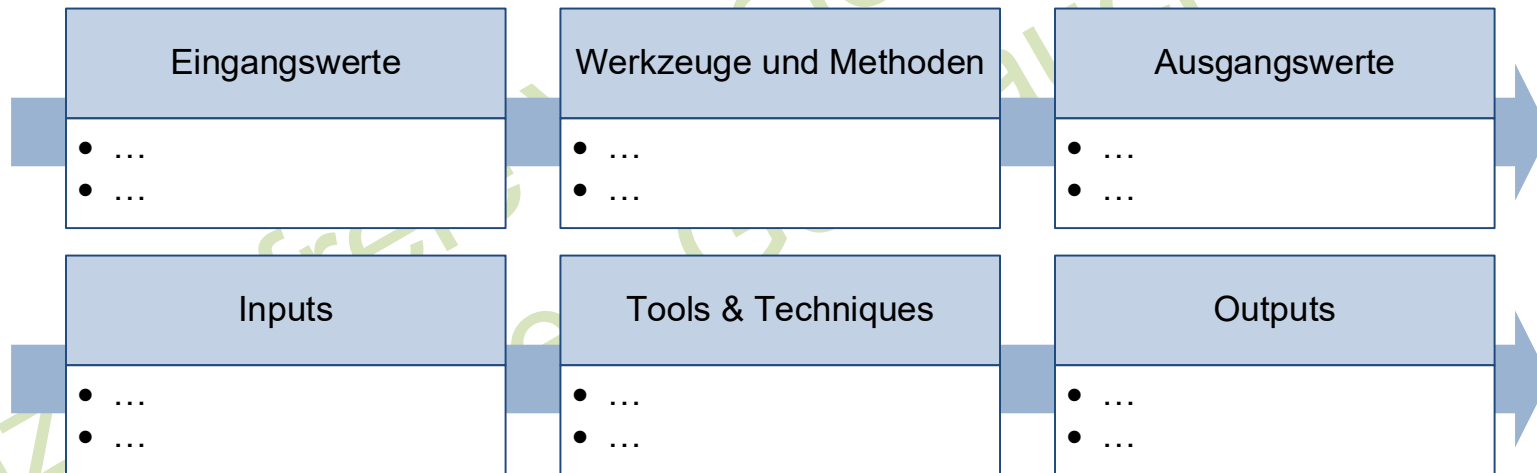 Eingangswerte
Werkzeuge und Methoden
Ausgangswerte
• …
• …
• …
• …
• …
• …
Inputs
Tools & Techniques
Outputs
• …
• …
• …
• …
• …
• …